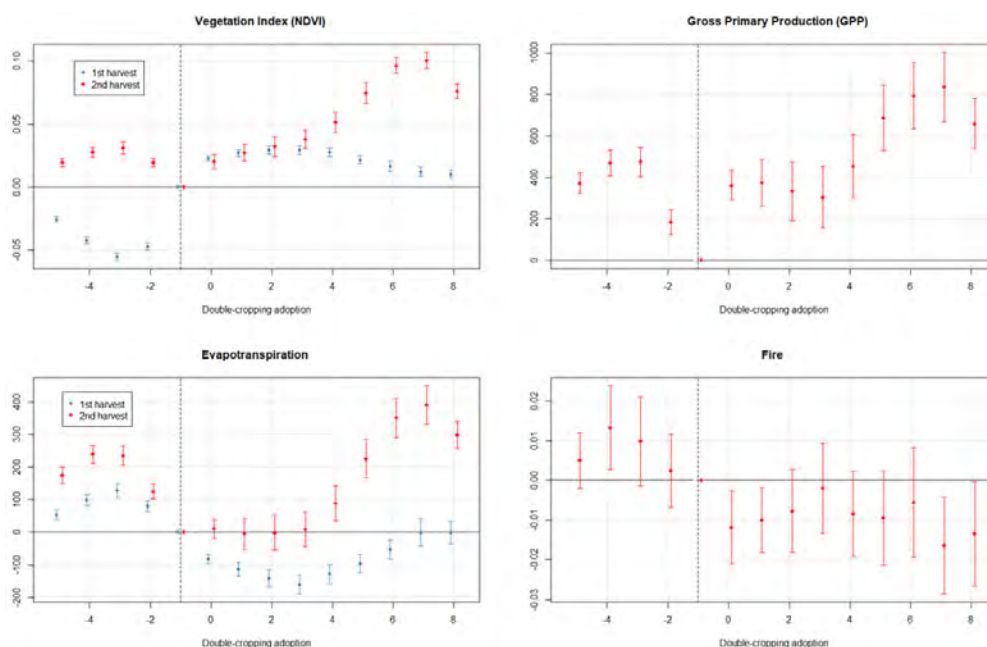 Vegetation Index (NDVI)
1st harvest
2nd harvest
0.10
0.05
0.00
-0.05
-4 -2 0 2 4 6 8
Double-cropping adoption
Gross Primary Production (GPP)
1000
800
600
400
200
0
-4 -2 0 2 4 6 8
Double-cropping adoption
Evapotranspiration
1st harvest
2nd harvest
400
300
200
100
0
-100
-200
-4 -2 0 2 4 6 8
Double-cropping adoption
Fire
0.02
0.01
0.00
-0.01
-0.02
-0.03
-4 -2 0 2 4 6 8
Double-cropping adoption